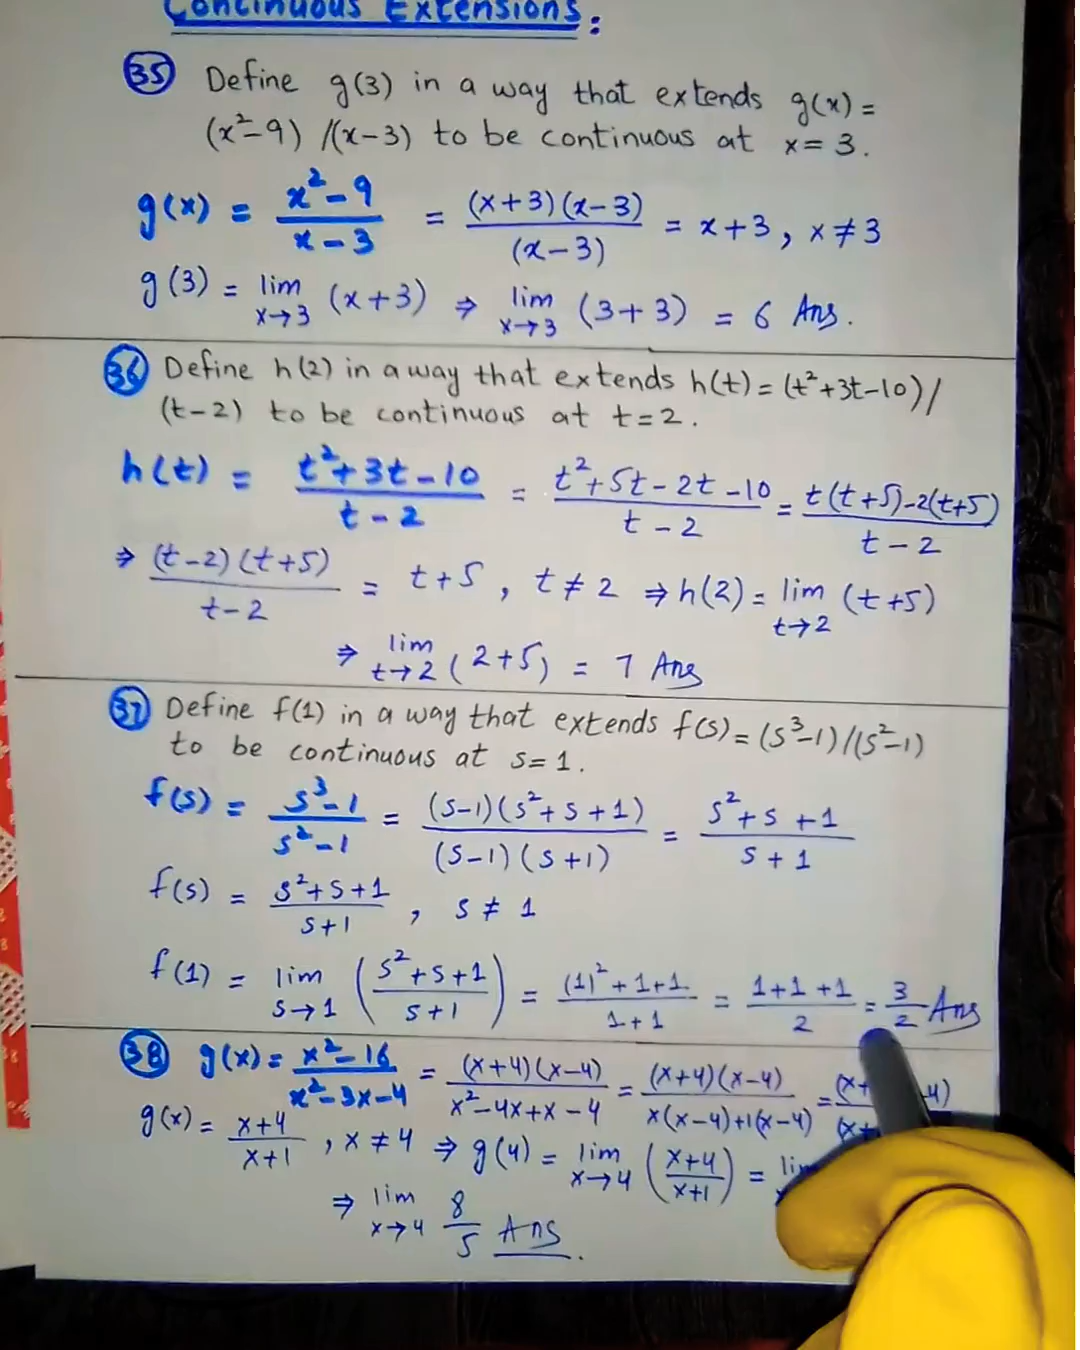 Continuous Extensions:
35 Define g(3) in a way that extends g(x) =
(x²-9) /(x-3) to be continuous at x = 3.
g(x) = x²-9 / x-3 = (x+3)(x-3) / (x-3) = x+3, x≠3
g(3) = lim x→3 (x+3) ⇒ lim x→3 (3+3) = 6 Ans.
36 Define h(2) in a way that extends h(t) = (t²+3t-10)/
(t-2) to be continuous at t=2.
h(t) = t²+3t-10 / t-2 = t²+5t-2t-10 / t-2 = t(t+5)-2(t+5) / t-2
⇒ (t-2)(t+5) / t-2 = t+5, t≠2 ⇒ h(2) = lim t→2 (t+5)
⇒ lim t→2 (2+5) = 7 Ans
37 Define f(1) in a way that extends f(s) = (s³-1)/(s²-1)
to be continuous at s=1.
f(s) = s³-1 / s²-1 = (s-1)(s²+s+1) / (s-1)(s+1) = s²+s+1 / s+1
f(s) = s²+s+1 / s+1, s≠1
f(1) = lim s→1 (s²+s+1 / s+1) = (1)²+1+1 / 1+1 = 1+1+1 / 2 = 3/2 Ans
38 g(x) = x²-16 / x²-3x-4 = (x+4)(x-4) / x²-4x+x-4 = (x+4)(x-4) / x(x-4)+1(x-4) = (x+ -4) / (x+
g(x) = x+4 / x+1, x≠4 ⇒ g(4) = lim x→4 (x+4 / x+1) = li
⇒ lim x→4 8/5 Ans.